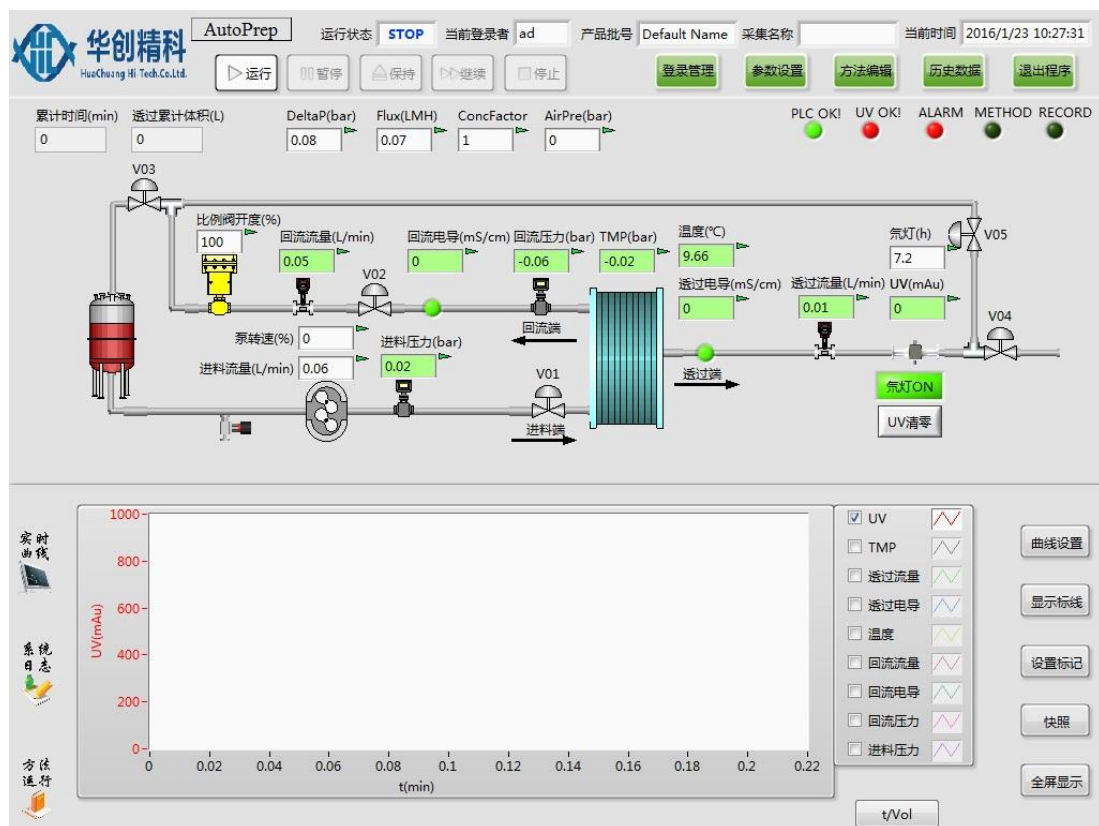 华创精科
HuaChuang Hi Tech.Co.Ltd.
AutoPrep
运行状态 STOP 当前登录者 ad 产品批号 Default Name 采集名称 当前时间 2016/1/23 10:27:31
运行 暂停 保持 继续 停止 登录管理 参数设置 方法编辑 历史数据 退出程序
累计时间(min) 透过累计体积(L) DeltaP(bar) Flux(LMH) ConcFactor AirPre(bar) PLC OK! UV OK! ALARM METHOD RECORD
0 0 0.08 0.07 1 0
V03
比例阀开度(%)
100
回流流量(L/min) 回流电导(mS/cm) 回流压力(bar) TMP(bar) 温度(℃) 氘灯(h) V05
0.05 0 -0.06 -0.02 9.66 7.2
V02
透过电导(mS/cm) 透过流量(L/min) UV(mAu)
0 0.01 0
V04
回流端
泵转速(%) 0 进料压力(bar)
进料流量(L/min) 0.06 0.02
V01
透过端
氘灯ON
进料端
UV清零
实时
曲线
系统
日志
方法
运行
UV(mAu)
1000
800
600
400
200
0
0 0.02 0.04 0.06 0.08 0.1 0.12 0.14 0.16 0.18 0.2 0.22
t(min)
UV
TMP
透过流量
透过电导
温度
回流流量
回流电导
回流压力
进料压力
曲线设置
显示标线
设置标记
快照
全屏显示
t/Vol